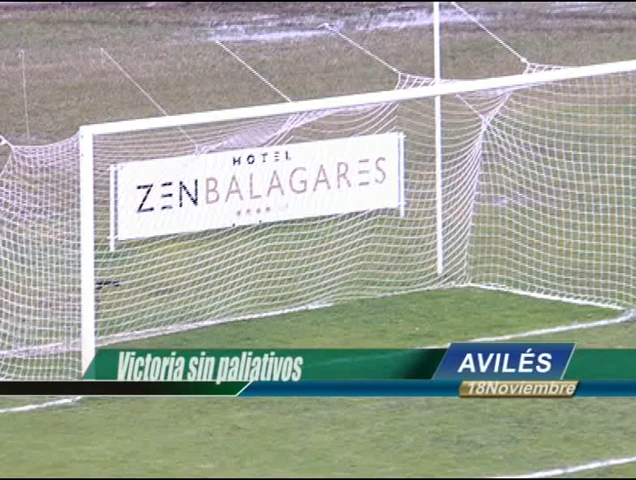 HOTEL
ZENBALAGARES
Victoria sin paliativos
AVILÉS
18Noviembre